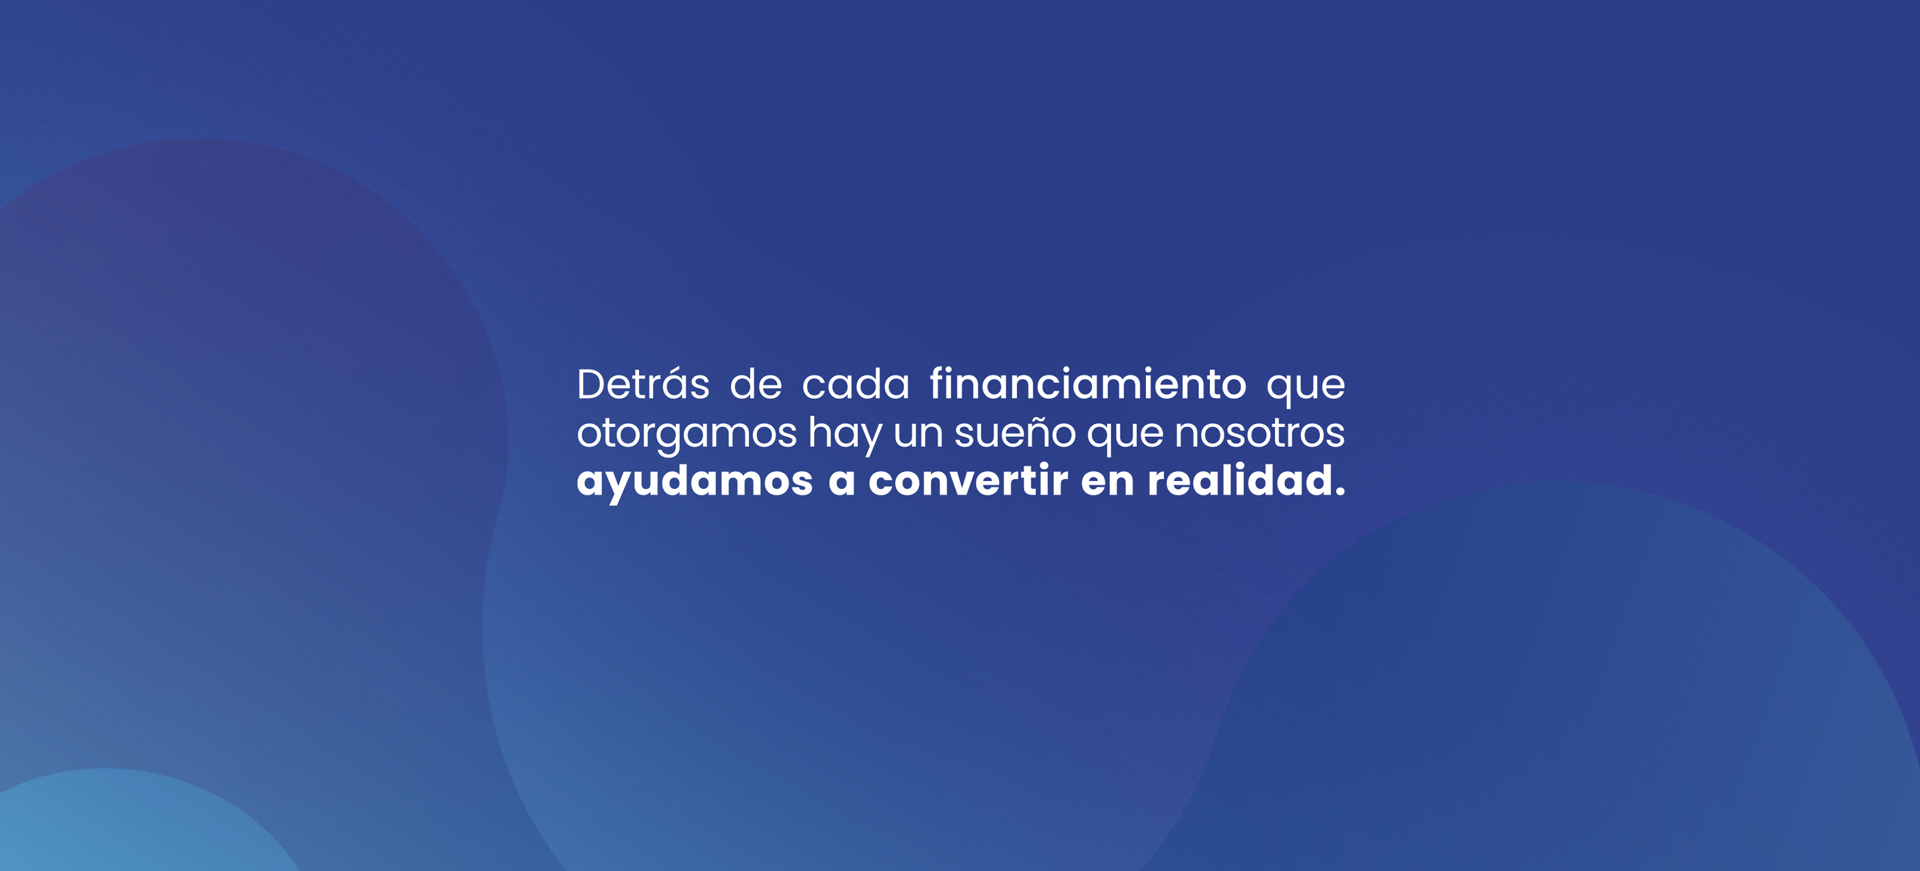 Detrás de cada financiamiento que
otorgamos hay un sueño que nosotros
ayudamos a convertir en realidad.